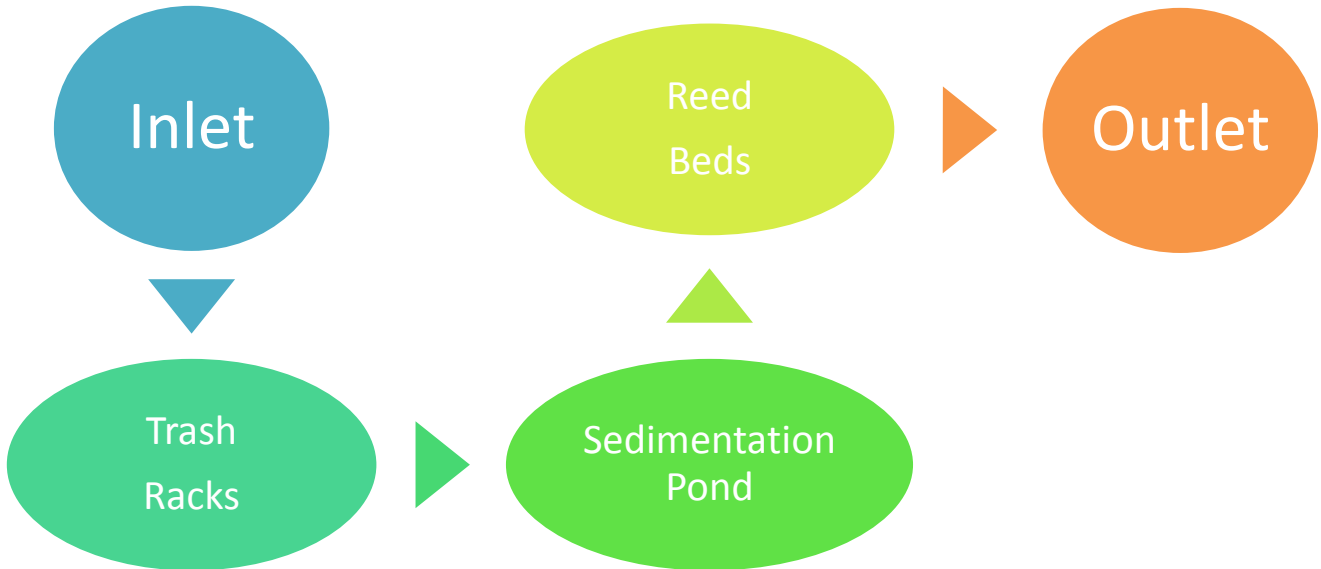 Inlet
Trash
Racks
Sedimentation
Pond
Reed
Beds
Outlet